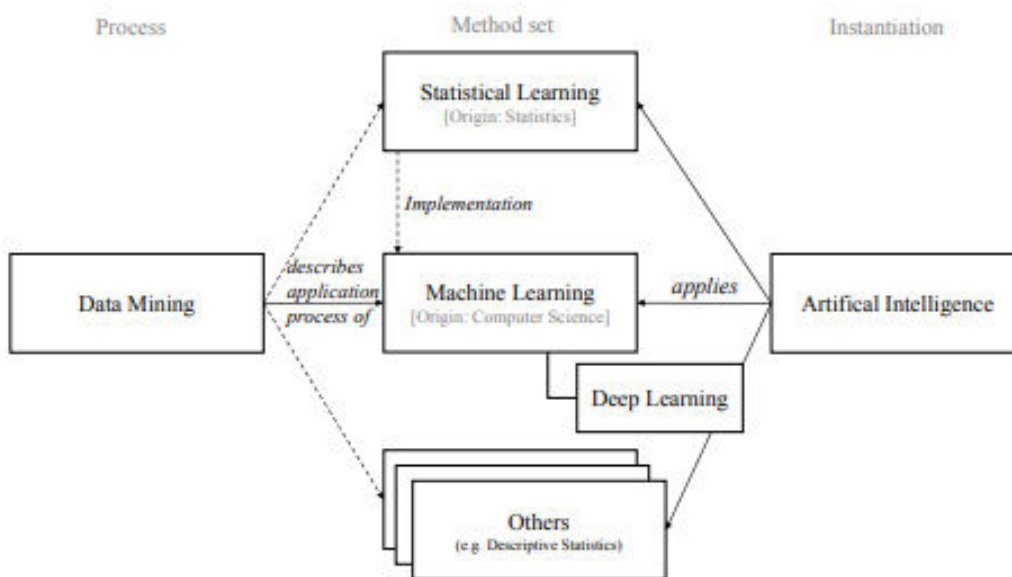 Process
Method set
Instantiation
Statistical Learning
[Origin: Statistics]
Implementation
Data Mining
describes
application
process of
Machine Learning
[Origin: Computer Science]
applies
Artifical Intelligence
Deep Learning
Others
(e.g. Descriptive Statistics)